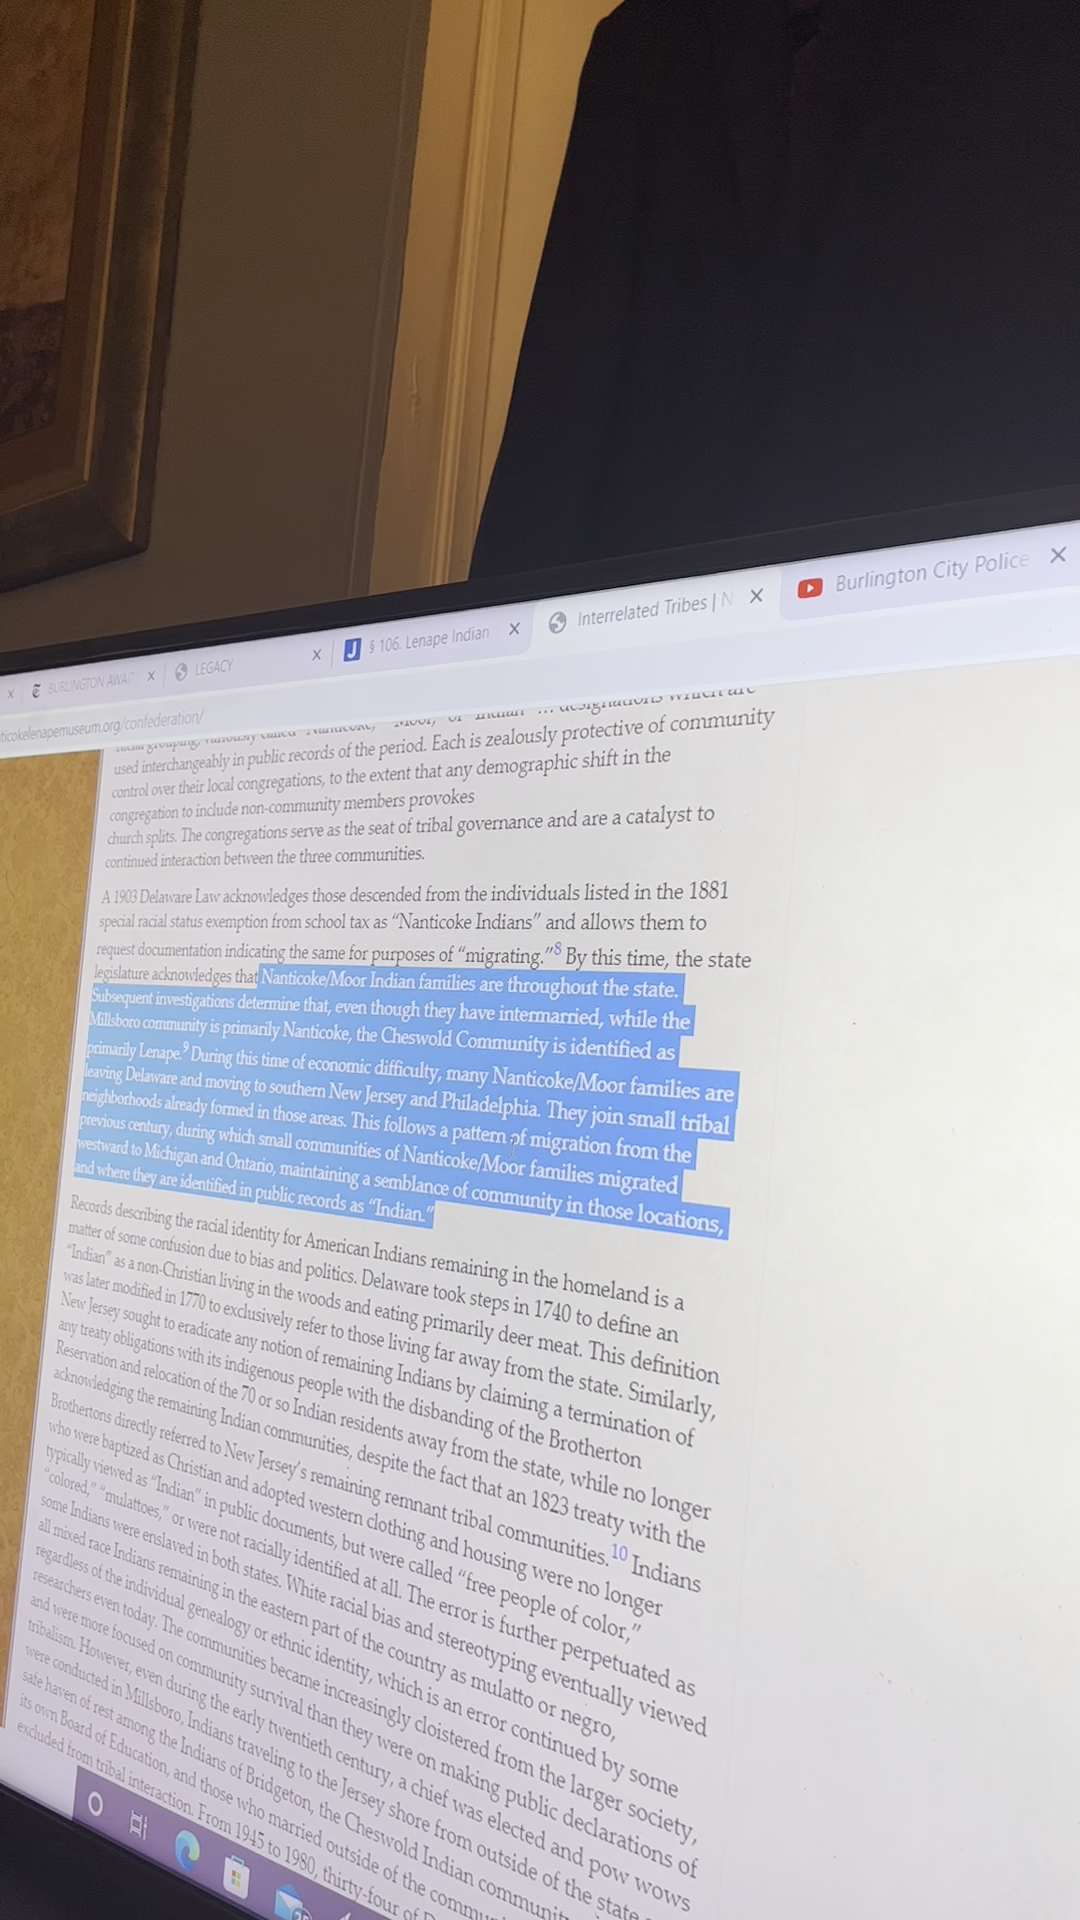 BURLINGTON AWAIT
LEGACY
J § 106. Lenape Indian
Interrelated Tribes | N
Burlington City Police
ticokelenapemuseum.org/confederation/
racial grouping, variously called "Nanticoke," "Moor," or "Indian" ... designations which are
used interchangeably in public records of the period. Each is zealously protective of community
control over their local congregations, to the extent that any demographic shift in the
congregation to include non-community members provokes
church splits. The congregations serve as the seat of tribal governance and are a catalyst to
continued interaction between the three communities.
A 1903 Delaware Law acknowledges those descended from the individuals listed in the 1881
special racial status exemption from school tax as “Nanticoke Indians” and allows them to
request documentation indicating the same for purposes of “migrating.”8 By this time, the state
legislature acknowledges that Nanticoke/Moor Indian families are throughout the state.
Subsequent investigations determine that, even though they have intermarried, while the
Millsboro community is primarily Nanticoke, the Cheswold Community is identified as
primarily Lenape.9 During this time of economic difficulty, many Nanticoke/Moor families are
leaving Delaware and moving to southern New Jersey and Philadelphia. They join small tribal
neighborhoods already formed in those areas. This follows a pattern of migration from the
previous century, during which small communities of Nanticoke/Moor families migrated
westward to Michigan and Ontario, maintaining a semblance of community in those locations,
and where they are identified in public records as “Indian.”
Records describing the racial identity for American Indians remaining in the homeland is a
matter of some confusion due to bias and politics. Delaware took steps in 1740 to define an
“Indian” as a non-Christian living in the woods and eating primarily deer meat. This definition
was later modified in 1770 to exclusively refer to those living far away from the state. Similarly,
New Jersey sought to eradicate any notion of remaining Indians by claiming a termination of
any treaty obligations with its indigenous people with the disbanding of the Brotherton
Reservation and relocation of the 70 or so Indian residents away from the state, while no longer
acknowledging the remaining Indian communities, despite the fact that an 1823 treaty with the
Brothertons directly referred to New Jersey’s remaining remnant tribal communities.10 Indians
who were baptized as Christian and adopted western clothing and housing were no longer
typically viewed as “Indian” in public documents, but were called “free people of color,”
“colored,” “mulattoes,” or were not racially identified at all. The error is further perpetuated as
some Indians were enslaved in both states. White racial bias and stereotyping eventually viewed
all mixed race Indians remaining in the eastern part of the country as mulatto or negro,
regardless of the individual genealogy or ethnic identity, which is an error continued by some
researchers even today. The communities became increasingly cloistered from the larger society,
and were more focused on community survival than they were on making public declarations of
tribalism. However, even during the early twentieth century, a chief was elected and pow wows
were conducted in Millsboro, Indians traveling to the Jersey shore from outside of the state
safe haven of rest among the Indians of Bridgeton, the Cheswold Indian community
its own Board of Education, and those who married outside of the commu
excluded from tribal interaction. From 1945 to 1980, thirty-four of